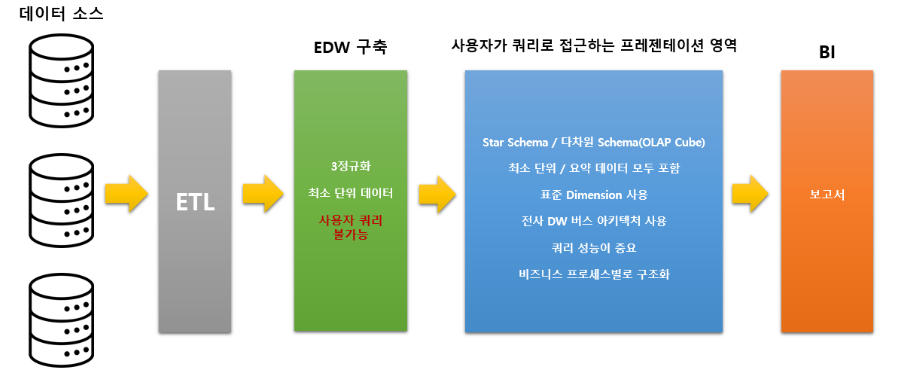 데이터 소스
ETL
EDW 구축
3정규화
최소 단위 데이터
사용자 쿼리
불가능
사용자가 쿼리로 접근하는 프레젠테이션 영역
Star Schema / 다차원 Schema(OLAP Cube)
최소 단위 / 요약 데이터 모두 포함
표준 Dimension 사용
전사 DW 버스 아키텍처 사용
쿼리 성능이 중요
비즈니스 프로세스별로 구조화
BI
보고서